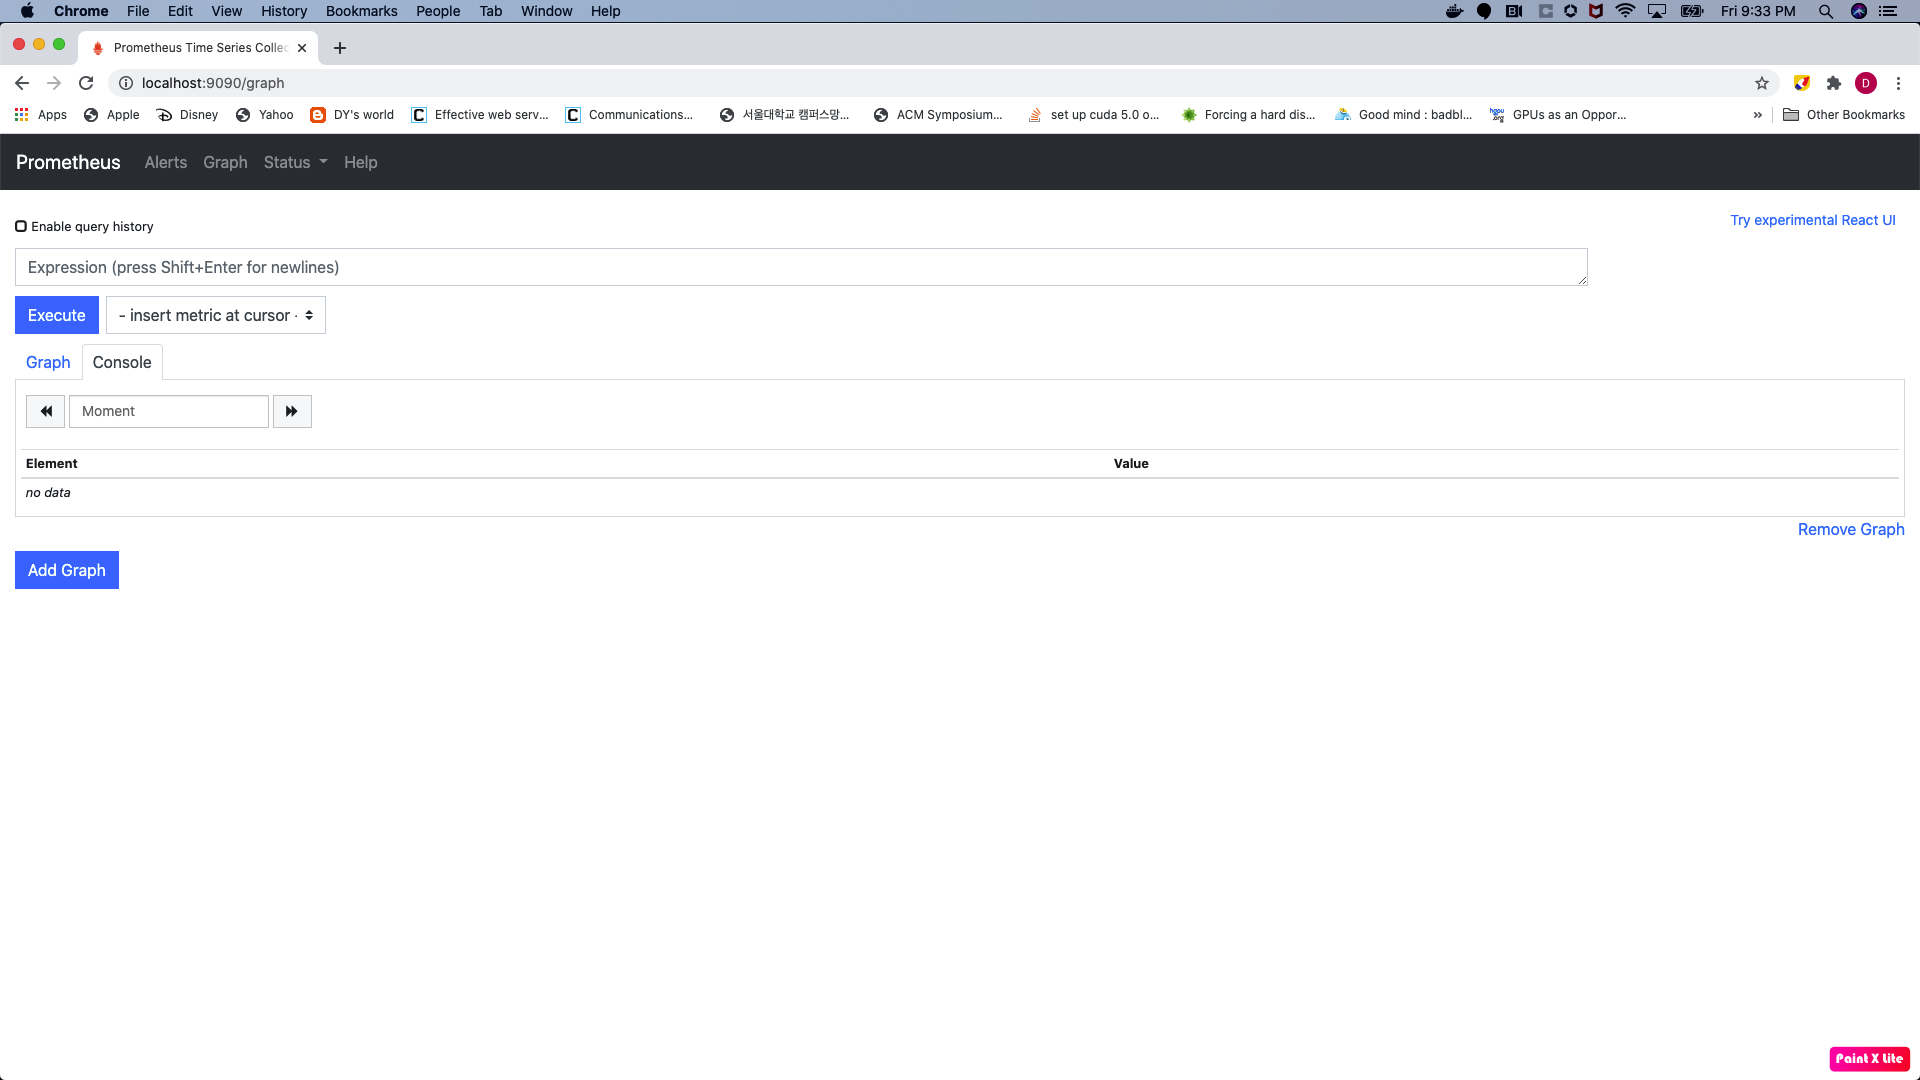 Chrome File Edit View History Bookmarks People Tab Window Help Fri 9:33 PM
Prometheus Time Series Collec
localhost:9090/graph D
Apps Apple Disney Yahoo DY's world Effective web serv... Communications... 서울대학교 캠퍼스망... ACM Symposium... set up cuda 5.0 o... Forcing a hard dis... Good mind : badbl... GPUs as an Oppor... » Other Bookmarks
Prometheus Alerts Graph Status Help
Enable query history
Try experimental React UI
Expression (press Shift+Enter for newlines)
Execute - insert metric at cursor -
Graph Console
Moment
Element Value
no data
Remove Graph
Add Graph
Paint X Lite